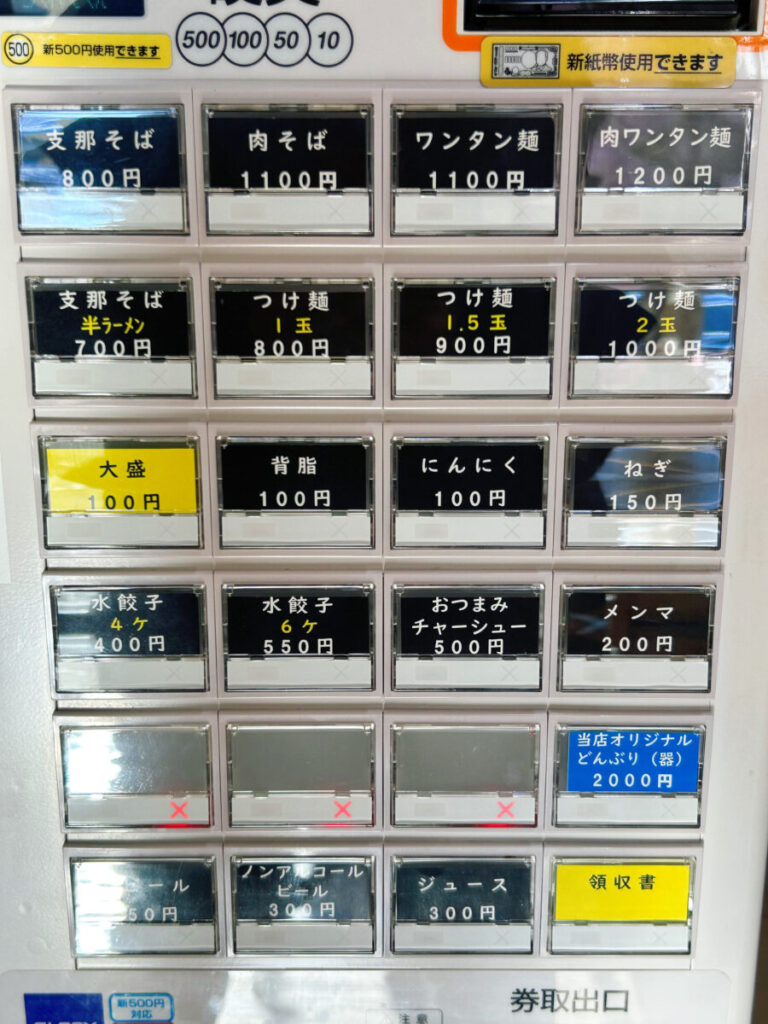 500 新500円使用できます
500 100 50 10
新紙幣使用できます
支那そば
800円
肉そば
1100円
ワンタン麺
1100円
肉ワンタン麺
1200円
支那そば
半ラーメン
700円
つけ麺
1玉
800円
つけ麺
1.5玉
900円
つけ麺
2玉
1000円
大盛
100円
背脂
100円
にんにく
100円
ねぎ
150円
水餃子
4ケ
400円
水餃子
6ケ
550円
おつまみ
チャーシュー
500円
メンマ
200円
当店オリジナル
どんぶり（器）
2000円
ール
50円
ノンアルコール
ビール
300円
ジュース
300円
領収書
新500円
対応
注意
券取出口